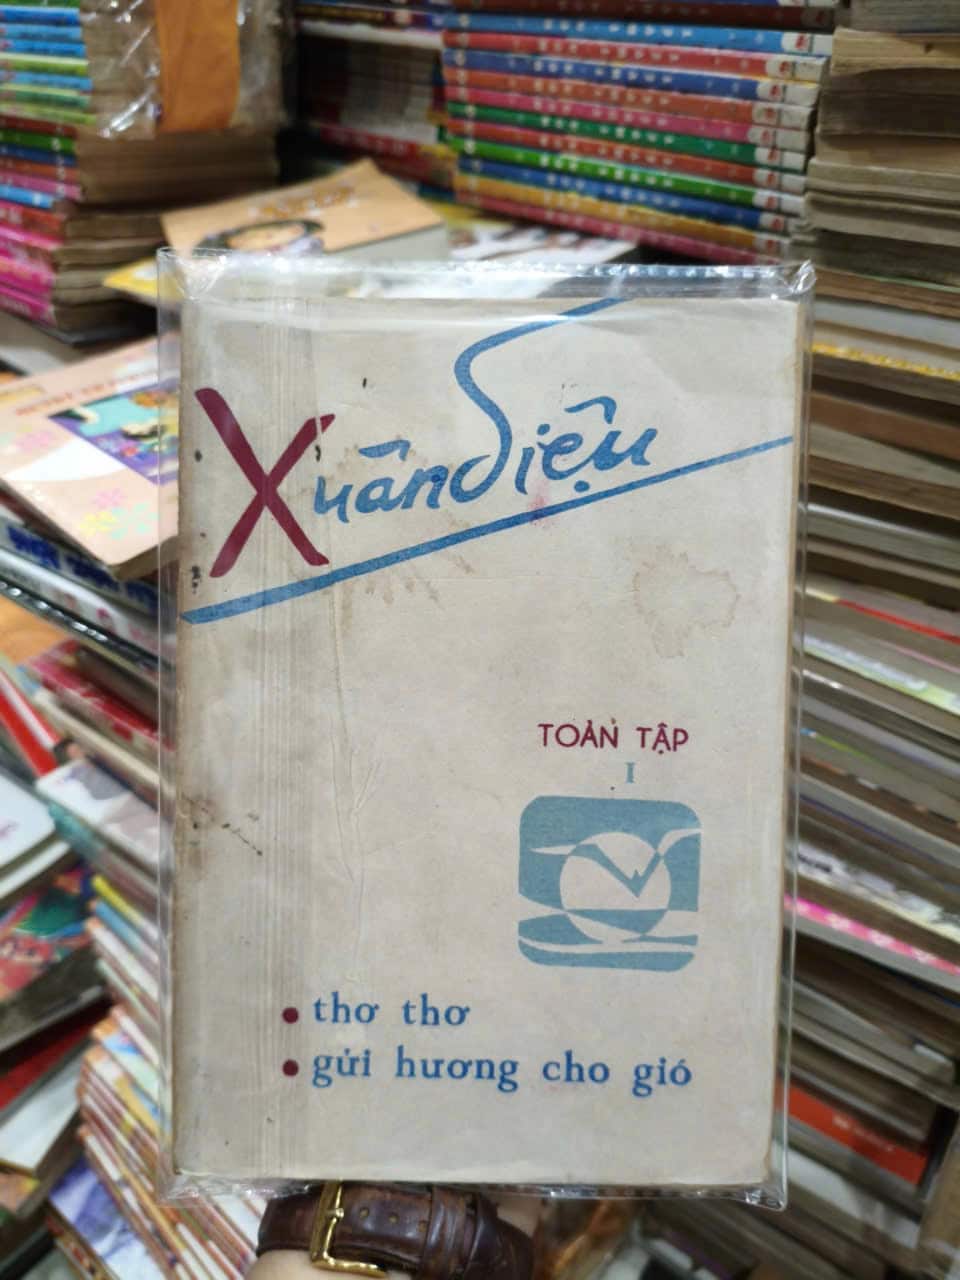 Xuân Diệu
TOÀN TẬP
I
thơ thơ
gửi hương cho gió